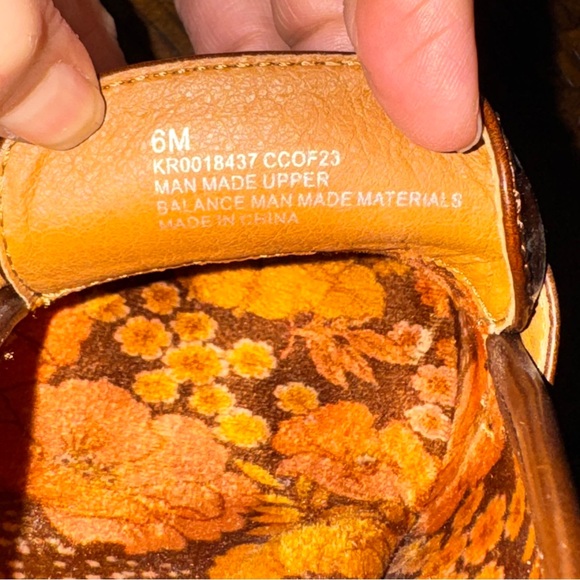 6M
KR0018437 CCOF23
MAN MADE UPPER
BALANCE MAN MADE MATERIALS
MADE IN CHINA